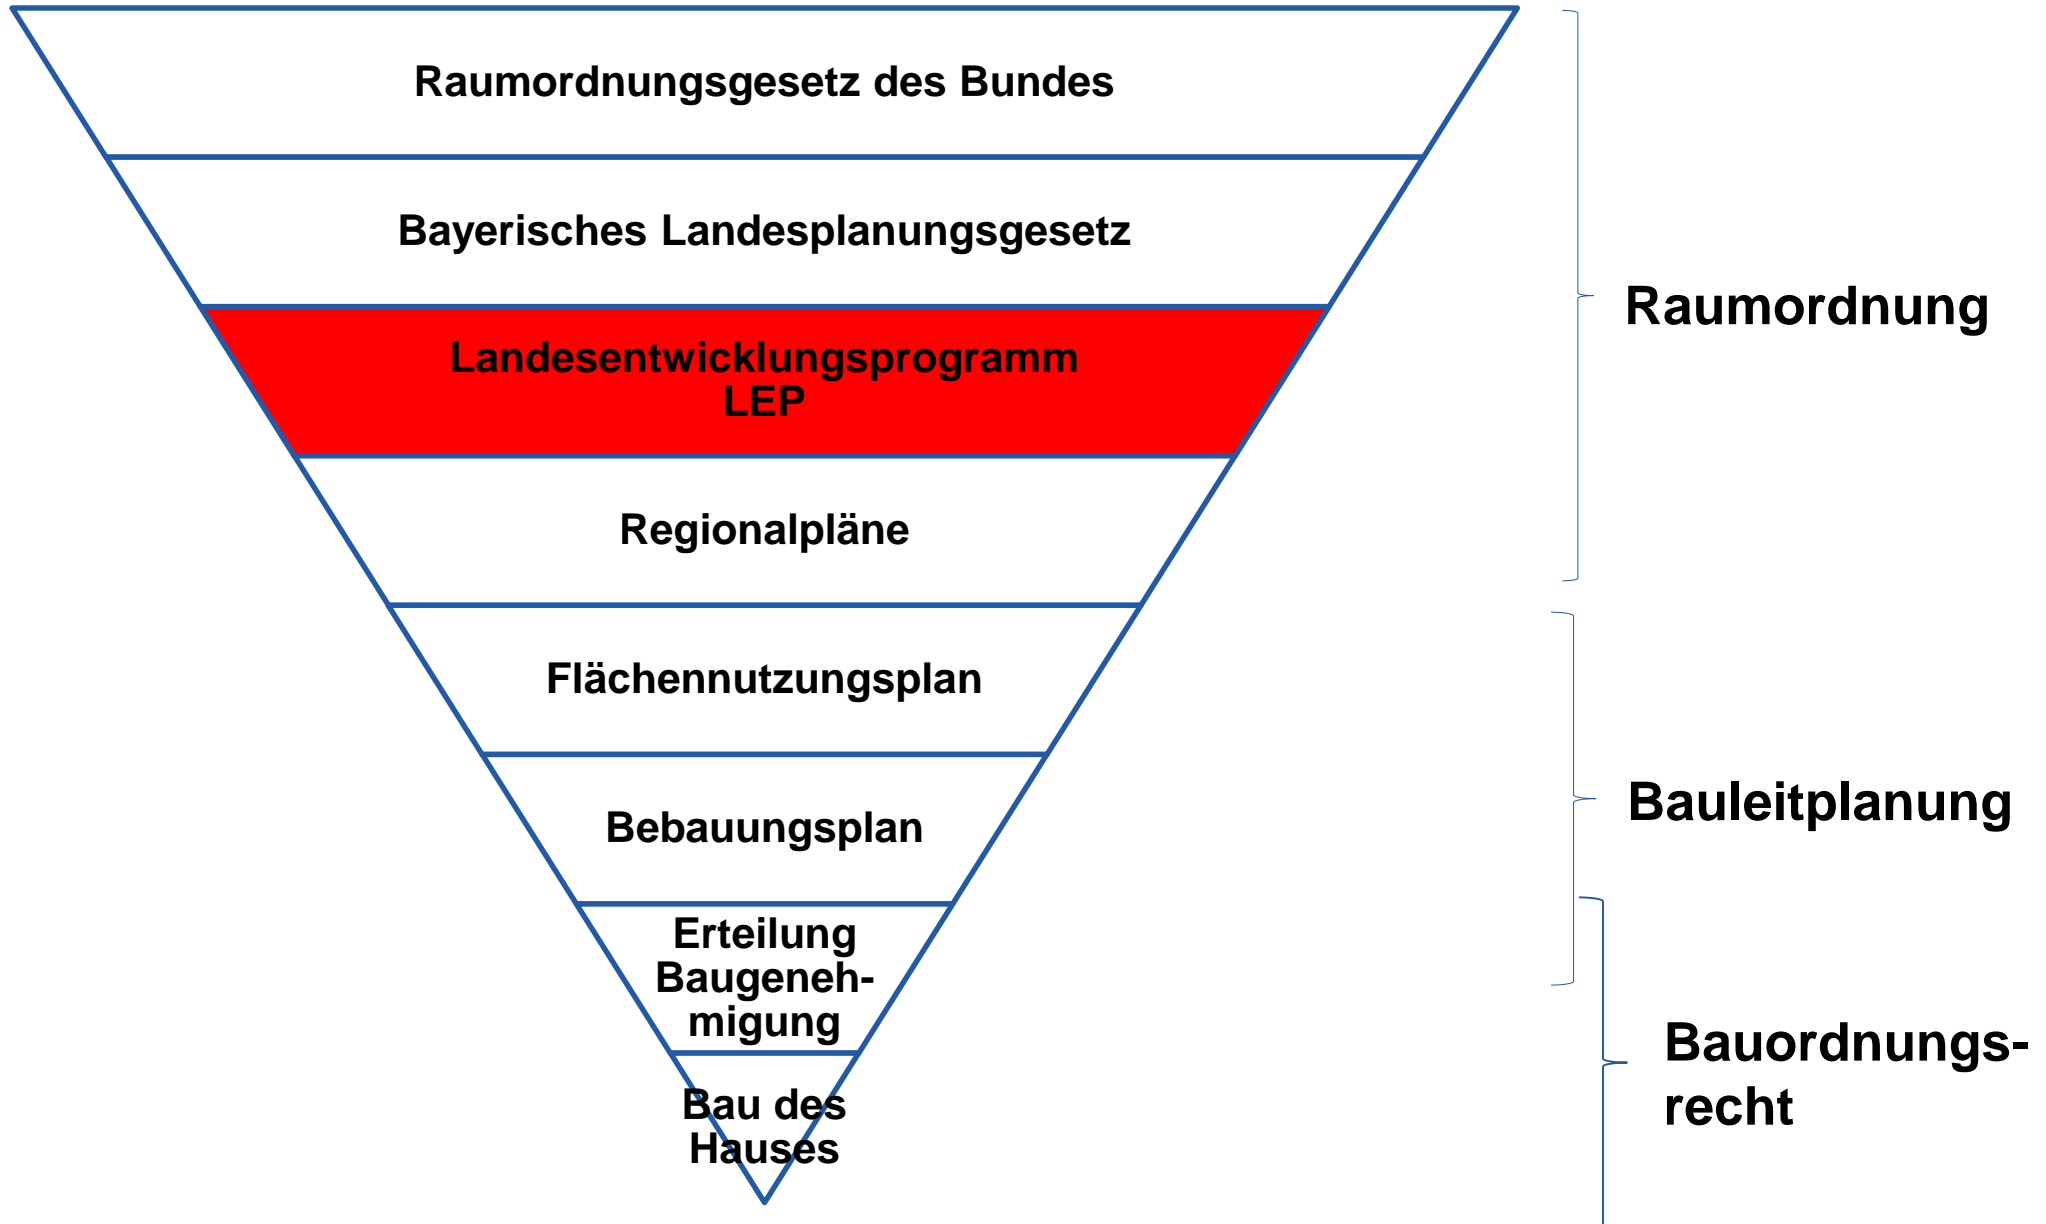 Raumordnungsgesetz des Bundes
Bayerisches Landesplanungsgesetz
Landesentwicklungsprogramm
LEP
Regionalpläne
Flächennutzungsplan
Bebauungsplan
Erteilung
Baugeneh-
migung
Bau des
Hauses
Raumordnung
Bauleitplanung
Bauordnungs-
recht